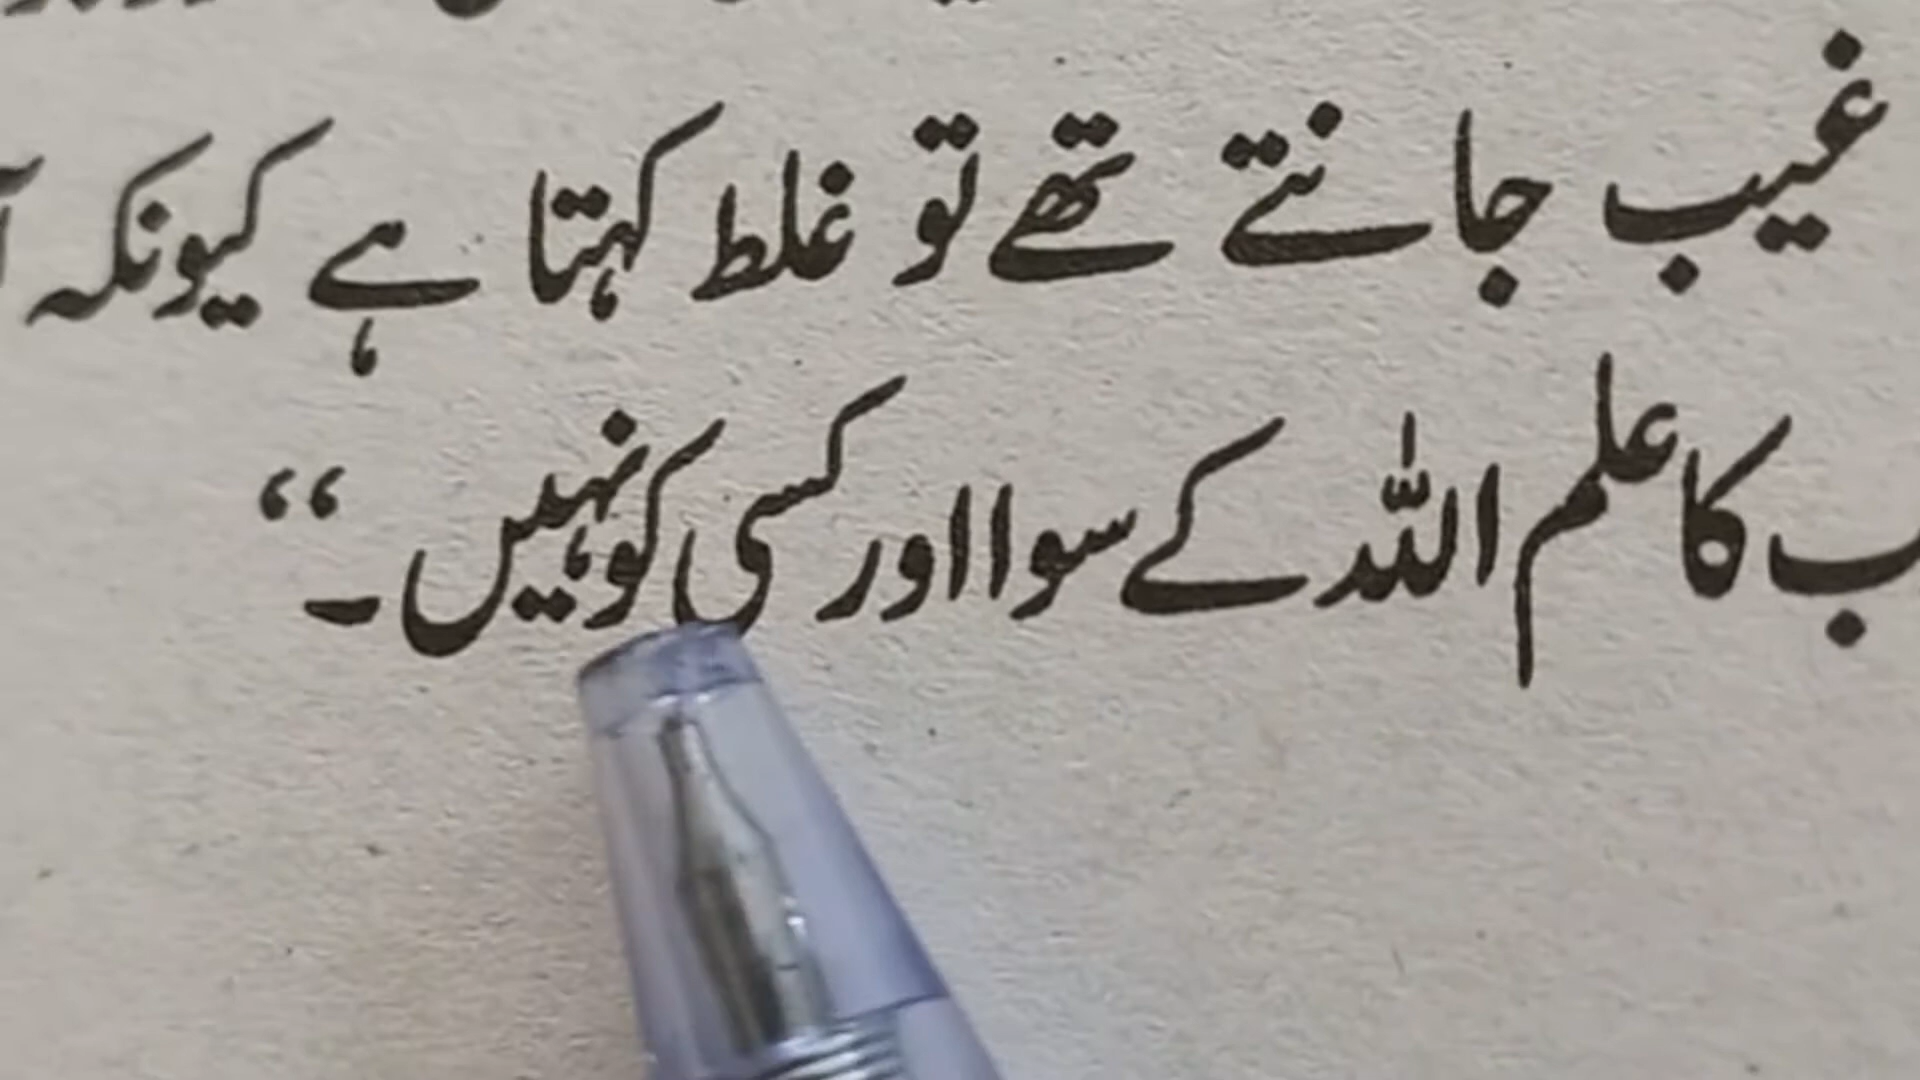 غیب جانتے تھے تو غلط کہتا ہے کیونکہ
کا علم اللہ کے سوا اور کسی کو نہیں۔“